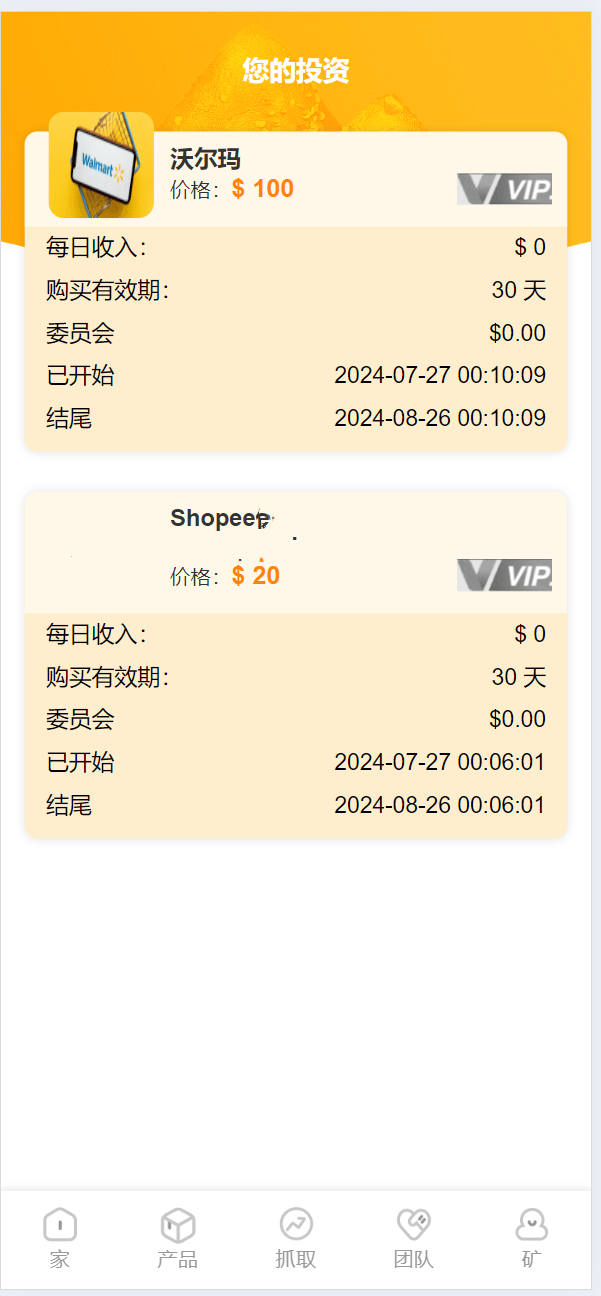 您的投资
Walmart
沃尔玛
价格：$ 100
VIP
每日收入：
$ 0
购买有效期：
30 天
委员会
$0.00
已开始
2024-07-27 00:10:09
结尾
2024-08-26 00:10:09
Shopeee
价格：$ 20
VIP
每日收入：
$ 0
购买有效期：
30 天
委员会
$0.00
已开始
2024-07-27 00:06:01
结尾
2024-08-26 00:06:01
家
产品
抓取
团队
矿